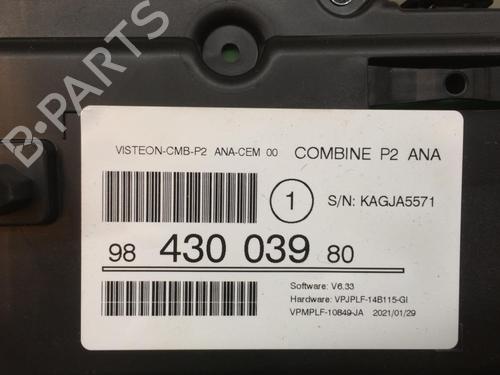 VISTEON-CMB-P2 ANA-CEM 00 COMBINE P2 ANA
1 S/N: KAGJA5571
98 430 039 80
Software: V6.33
Hardware: VPJPLF-14B115-GI
VPMPLF-10849-JA 2021/01/29
B-PARTS